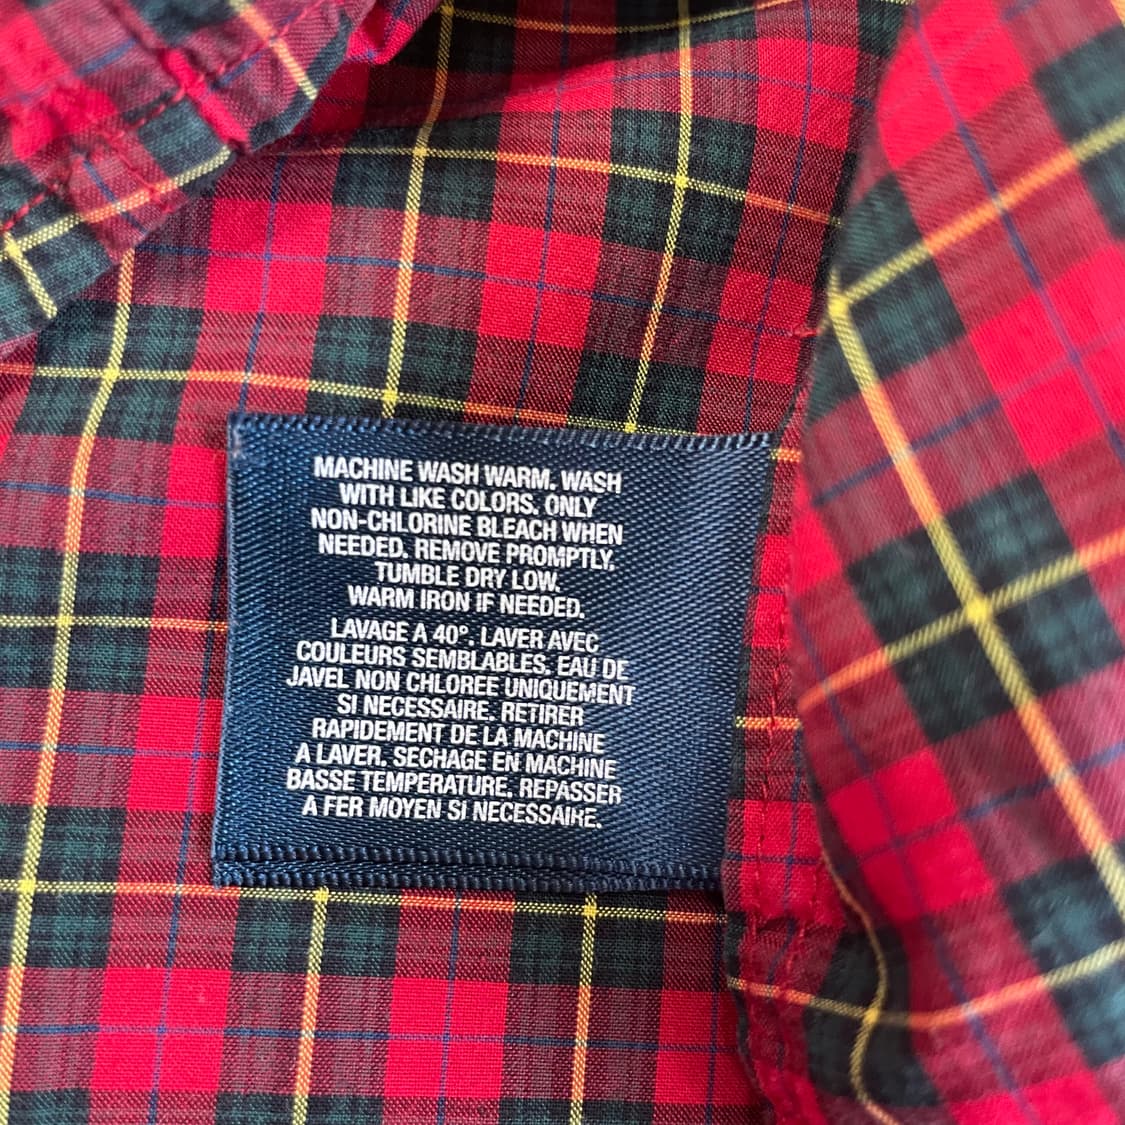 MACHINE WASH WARM. WASH
WITH LIKE COLORS. ONLY
NON-CHLORINE BLEACH WHEN
NEEDED. REMOVE PROMPTLY.
TUMBLE DRY LOW.
WARM IRON IF NEEDED.
LAVAGE A 40°. LAVER AVEC
COULEURS SEMBLABLES. EAU DE
JAVEL NON CHLOREE UNIQUEMENT
SI NECESSAIRE. RETIRER
RAPIDEMENT DE LA MACHINE
A LAVER. SECHAGE EN MACHINE
BASSE TEMPERATURE. REPASSER
A FER MOYEN SI NECESSAIRE.